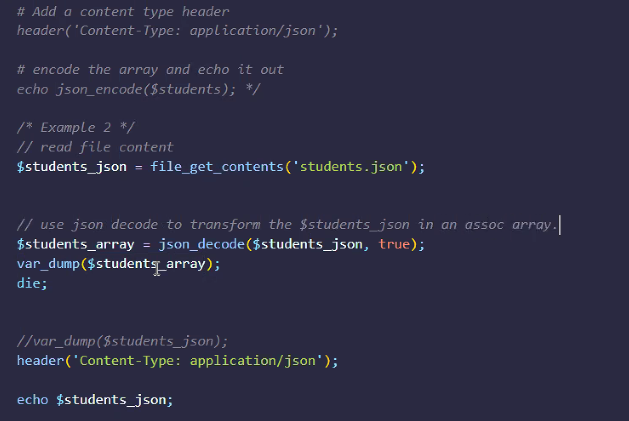 # Add a content type header
header('Content-Type: application/json');
# encode the array and echo it out
echo json_encode($students); */
/* Example 2 */
// read file content
$students_json = file_get_contents('students.json');
// use json decode to transform the $students_json in an assoc array.
$students_array = json_decode($students_json, true);
var_dump($students_array);
die;
//var_dump($students_json);
header('Content-Type: application/json');
echo $students_json;